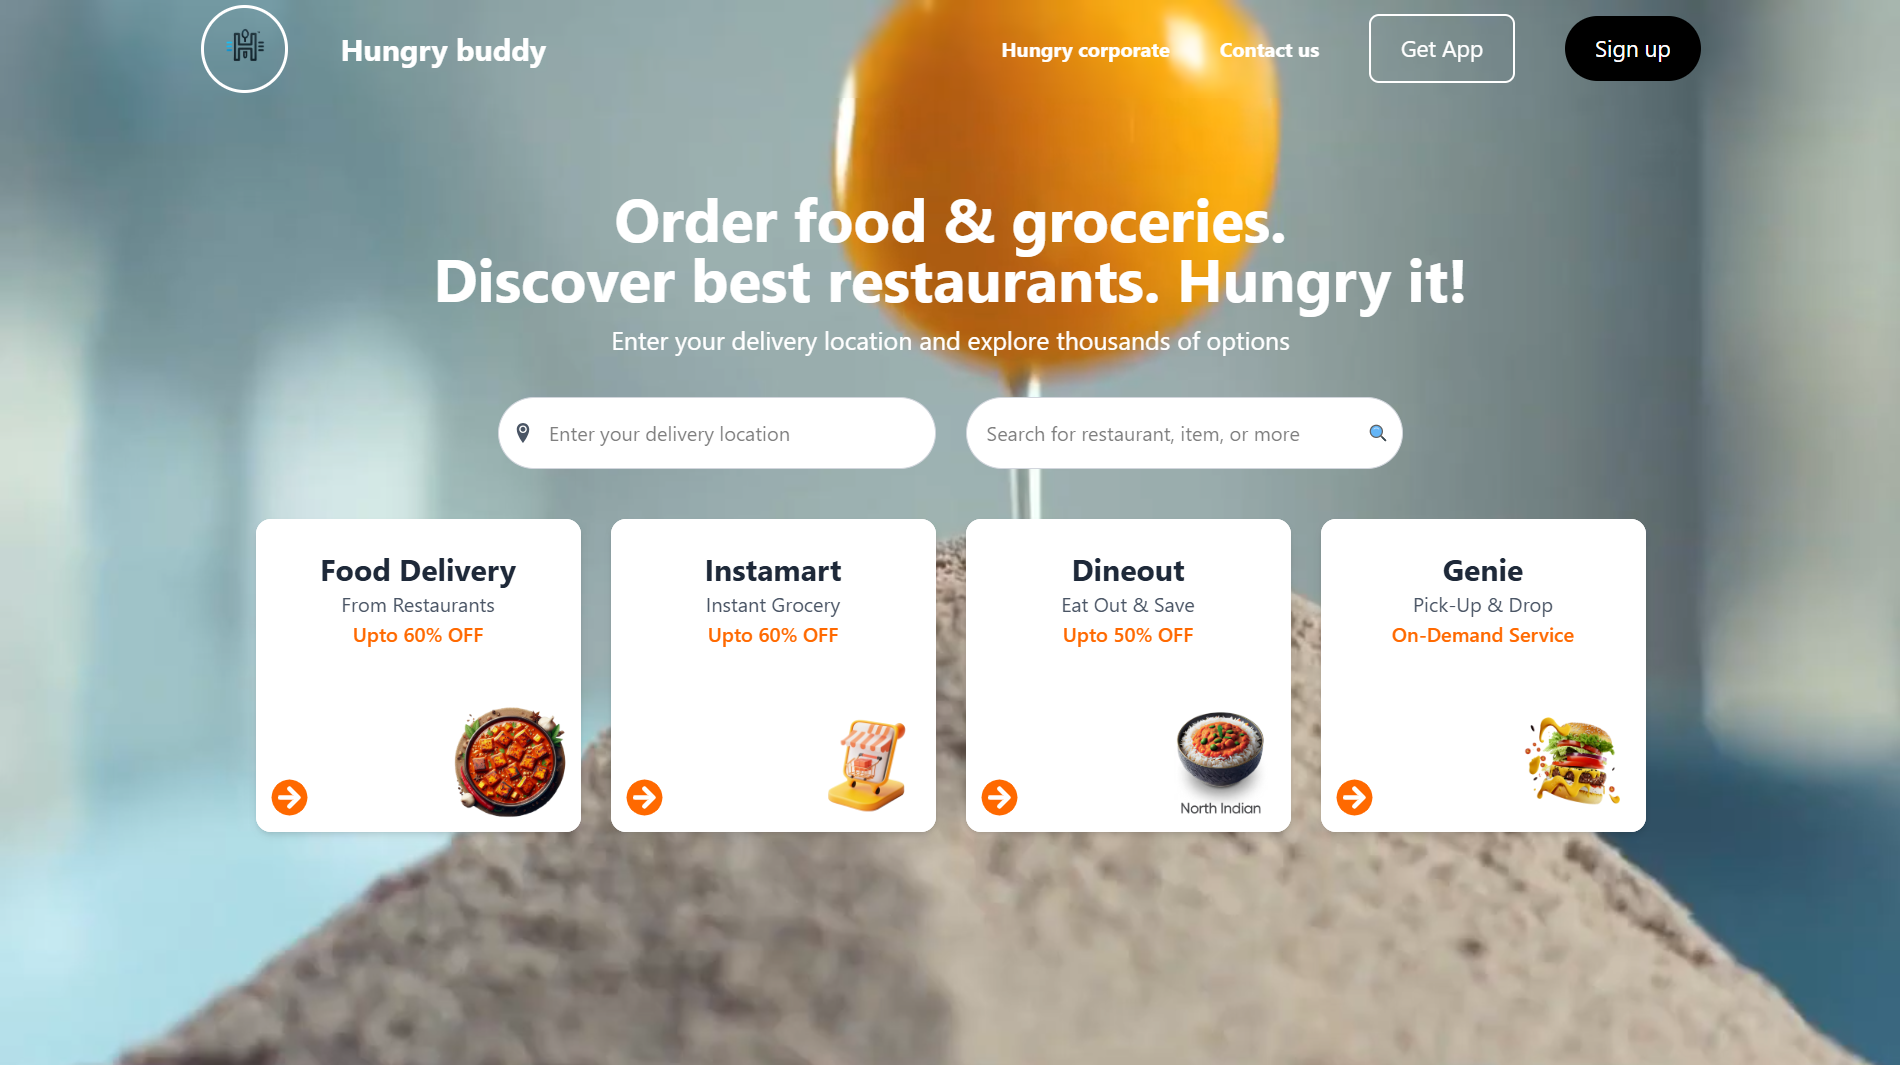 Hungry buddy
Hungry corporate
Contact us
Get App
Sign up
Order food & groceries.
Discover best restaurants. Hungry it!
Enter your delivery location and explore thousands of options
Enter your delivery location
Search for restaurant, item, or more
Food Delivery
From Restaurants
Upto 60% OFF
Instamart
Instant Grocery
Upto 60% OFF
Dineout
Eat Out & Save
Upto 50% OFF
North Indian
Genie
Pick-Up & Drop
On-Demand Service